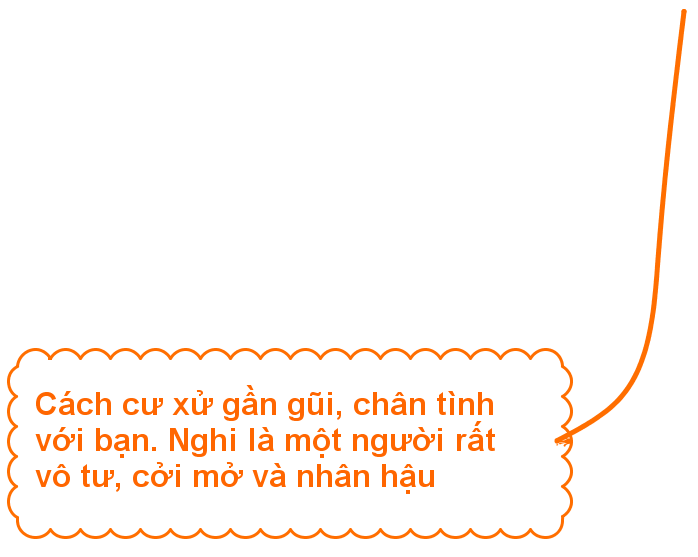 Cách cư xử gần gũi, chân tình
với bạn. Nghi là một người rất
vô tư, cởi mở và nhân hậu